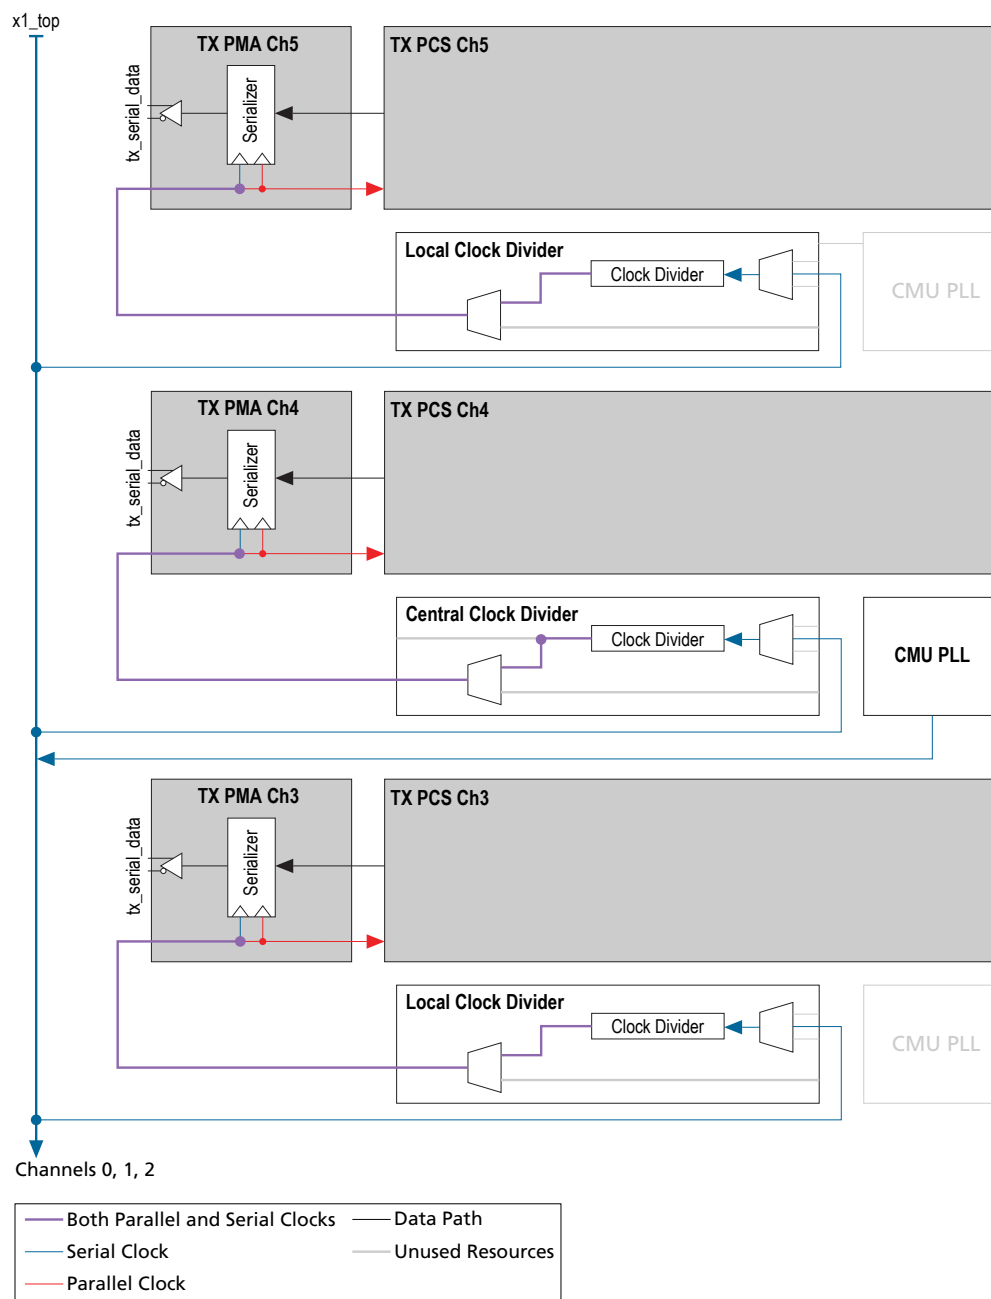 x1_top
TX PMA Ch5
TX PCS Ch5
tx_serial_data
Serializer
Local Clock Divider
Clock Divider
CMU PLL
TX PMA Ch4
TX PCS Ch4
tx_serial_data
Serializer
Central Clock Divider
Clock Divider
CMU PLL
TX PMA Ch3
TX PCS Ch3
tx_serial_data
Serializer
Local Clock Divider
Clock Divider
CMU PLL
Channels 0, 1, 2
Both Parallel and Serial Clocks
Data Path
Serial Clock
Unused Resources
Parallel Clock